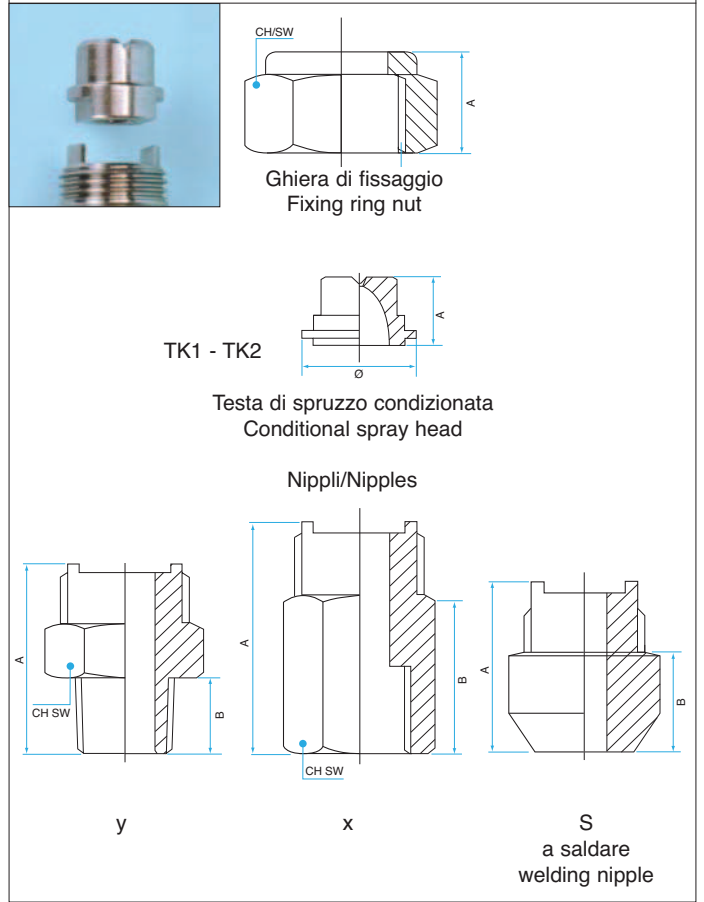 CH/SW
A
Ghiera di fissaggio
Fixing ring nut
TK1 - TK2
A
Ø
Testa di spruzzo condizionata
Conditional spray head
Nippli/Nipples
A
CH SW
B
A
CH SW
B
A
B
y
x
S
a saldare
welding nipple